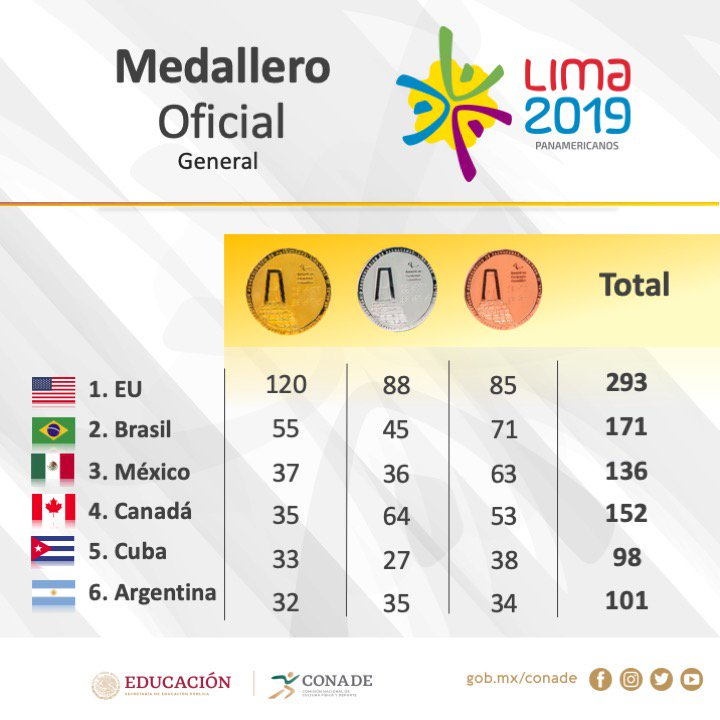 Medallero
Oficial
General
LIMA
2019
PANAMERICANOS
Total
1. EU 120 88 85 293
2. Brasil 55 45 71 171
3. México 37 36 63 136
4. Canadá 35 64 53 152
5. Cuba 33 27 38 98
6. Argentina 32 35 34 101
EDUCACIÓN
SECRETARÍA DE EDUCACIÓN PÚBLICA
CONADE
COMISIÓN NACIONAL DE
CULTURA FÍSICA Y DEPORTE
gob.mx/conade